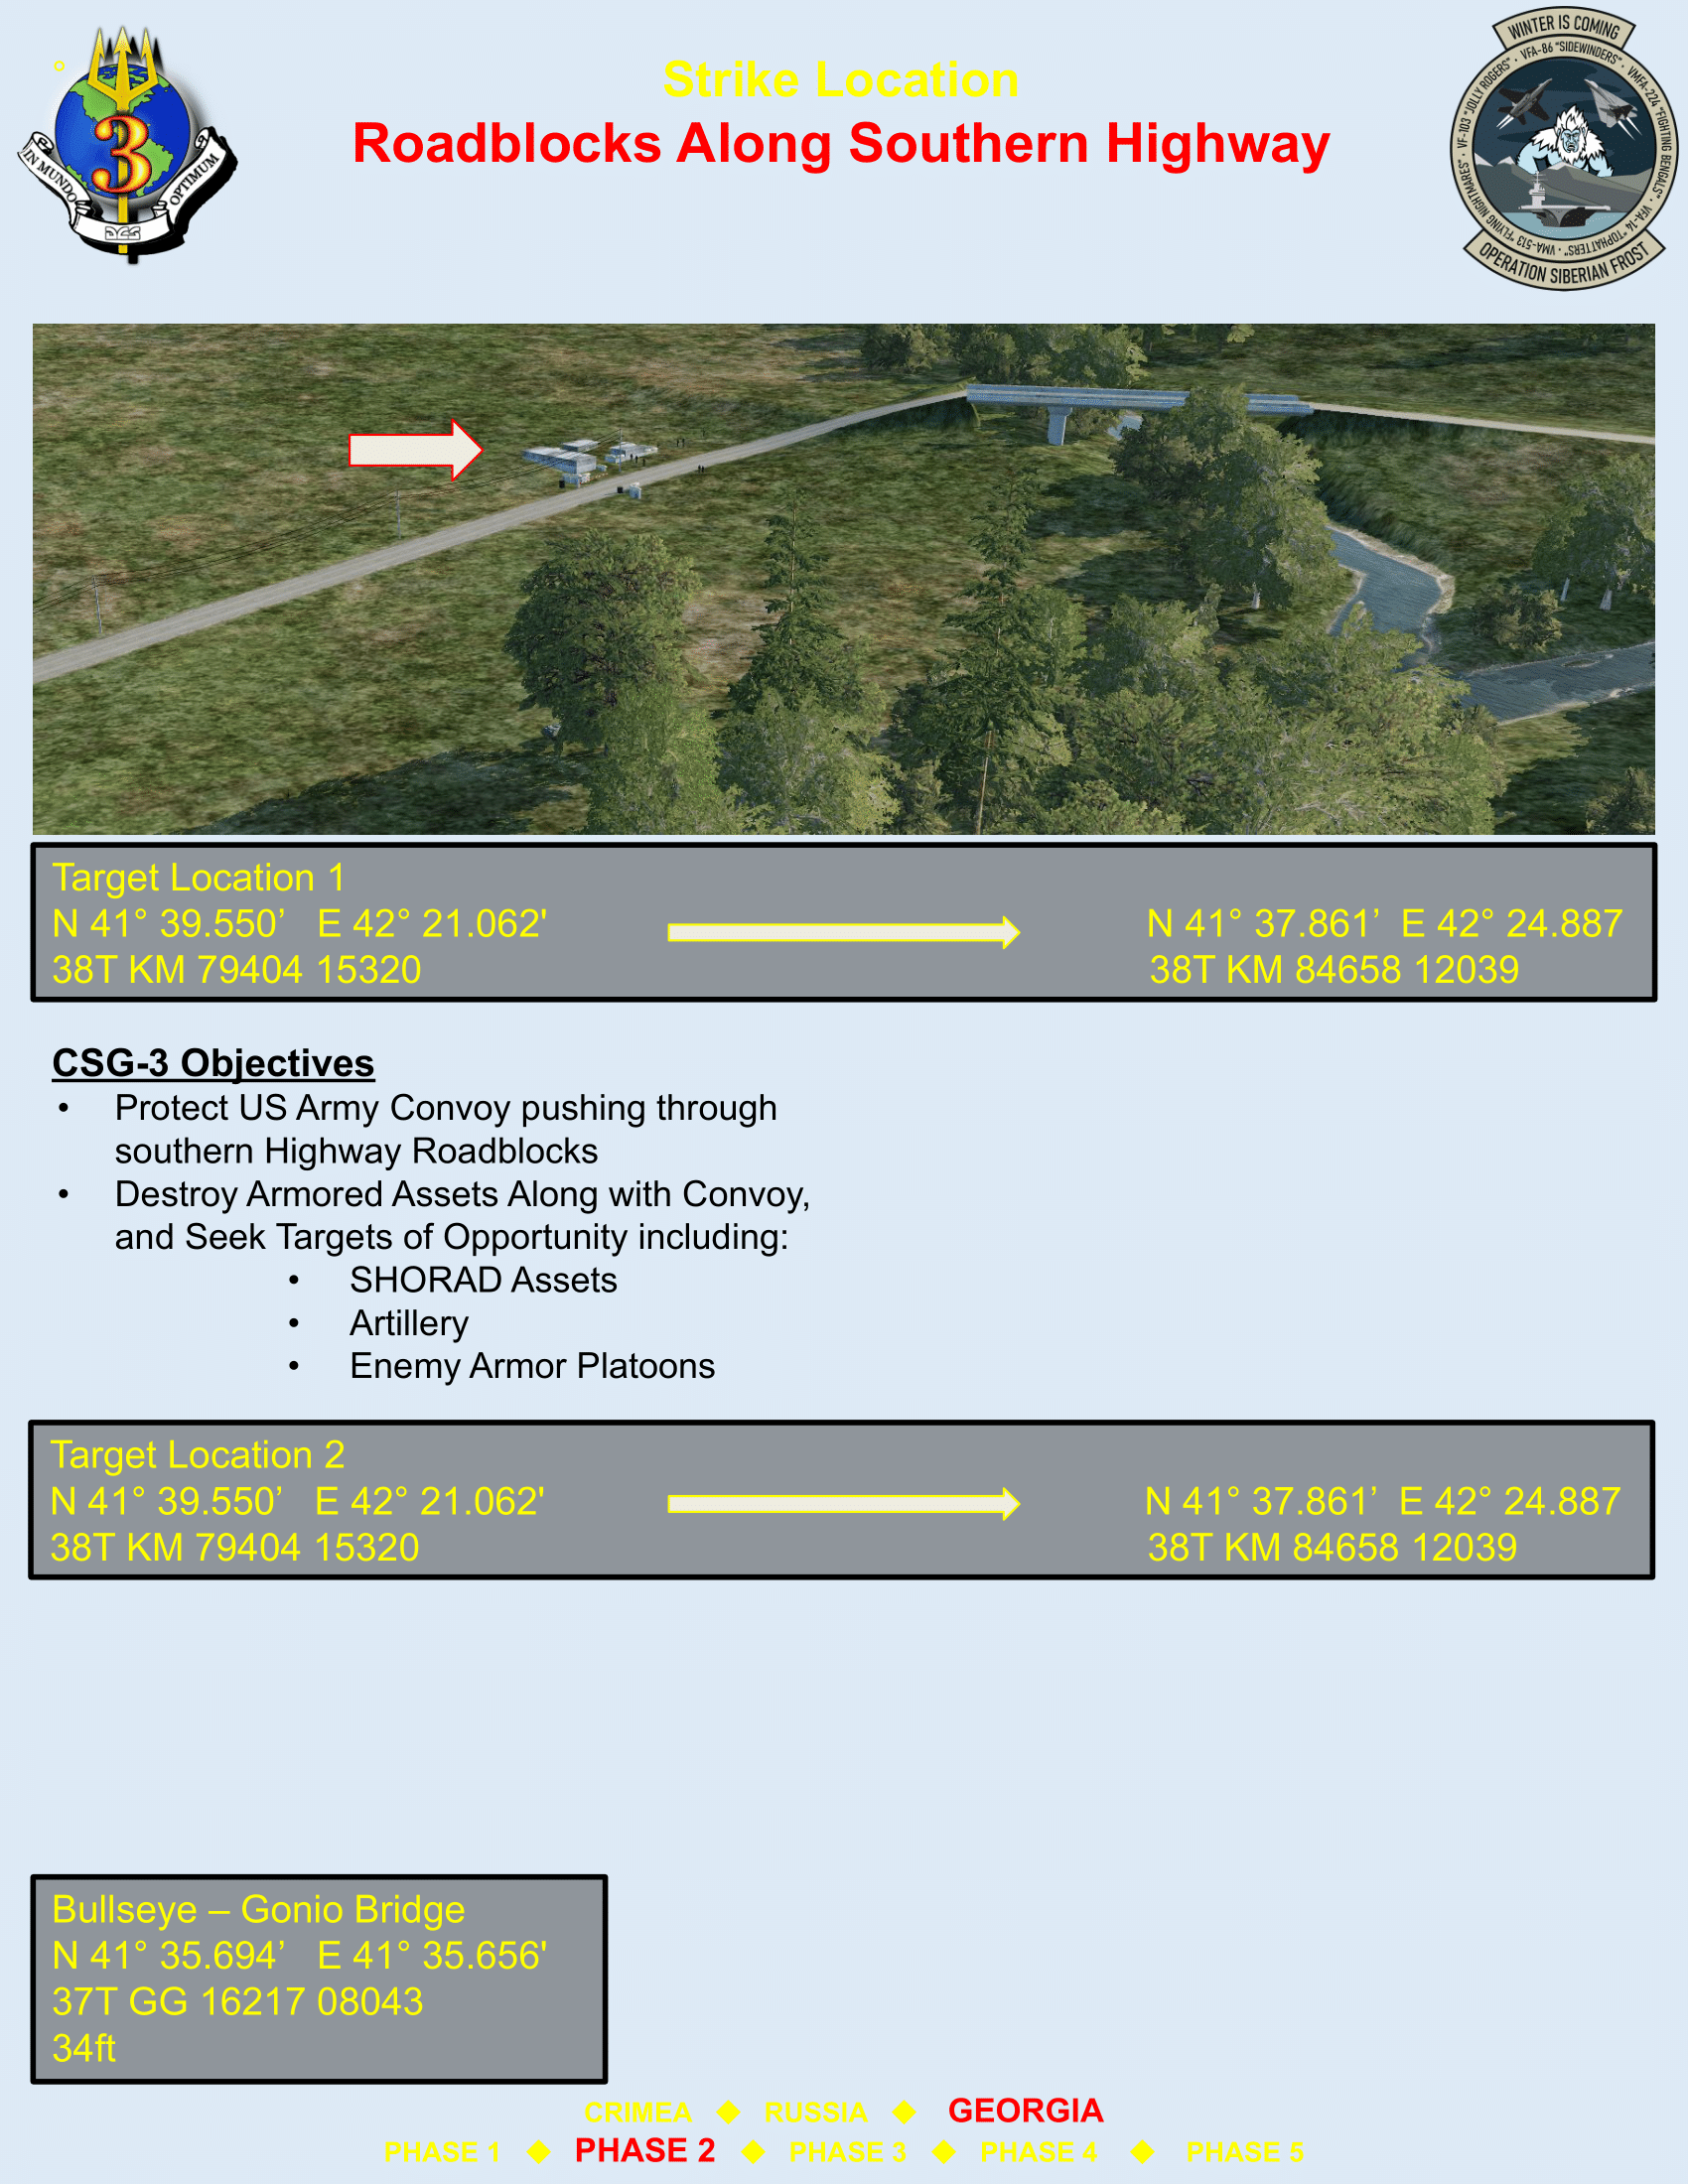 IN MUNDO
OPTIMUM
3
DCS
WINTER IS COMING
VF-103 "JOLLY ROGERS" • VFA-86 "SIDEWINDERS" • VMFA-224 "FIGHTING BENGALS" • VFA-14 "TOPHATTERS" • VMA-513 "FLYING NIGHTMARES" •
OPERATION SIBERIAN FROST
Strike Location
Roadblocks Along Southern Highway
Target Location 1
N 41° 39.550’ E 42° 21.062' N 41° 37.861’ E 42° 24.887
38T KM 79404 15320 38T KM 84658 12039
CSG-3 Objectives
• Protect US Army Convoy pushing through
southern Highway Roadblocks
• Destroy Armored Assets Along with Convoy,
and Seek Targets of Opportunity including:
• SHORAD Assets
• Artillery
• Enemy Armor Platoons
Target Location 2
N 41° 39.550’ E 42° 21.062' N 41° 37.861’ E 42° 24.887
38T KM 79404 15320 38T KM 84658 12039
Bullseye – Gonio Bridge
N 41° 35.694’ E 41° 35.656'
37T GG 16217 08043
34ft
CRIMEA ◆ RUSSIA ◆ GEORGIA
PHASE 1 ◆ PHASE 2 ◆ PHASE 3 ◆ PHASE 4 ◆ PHASE 5